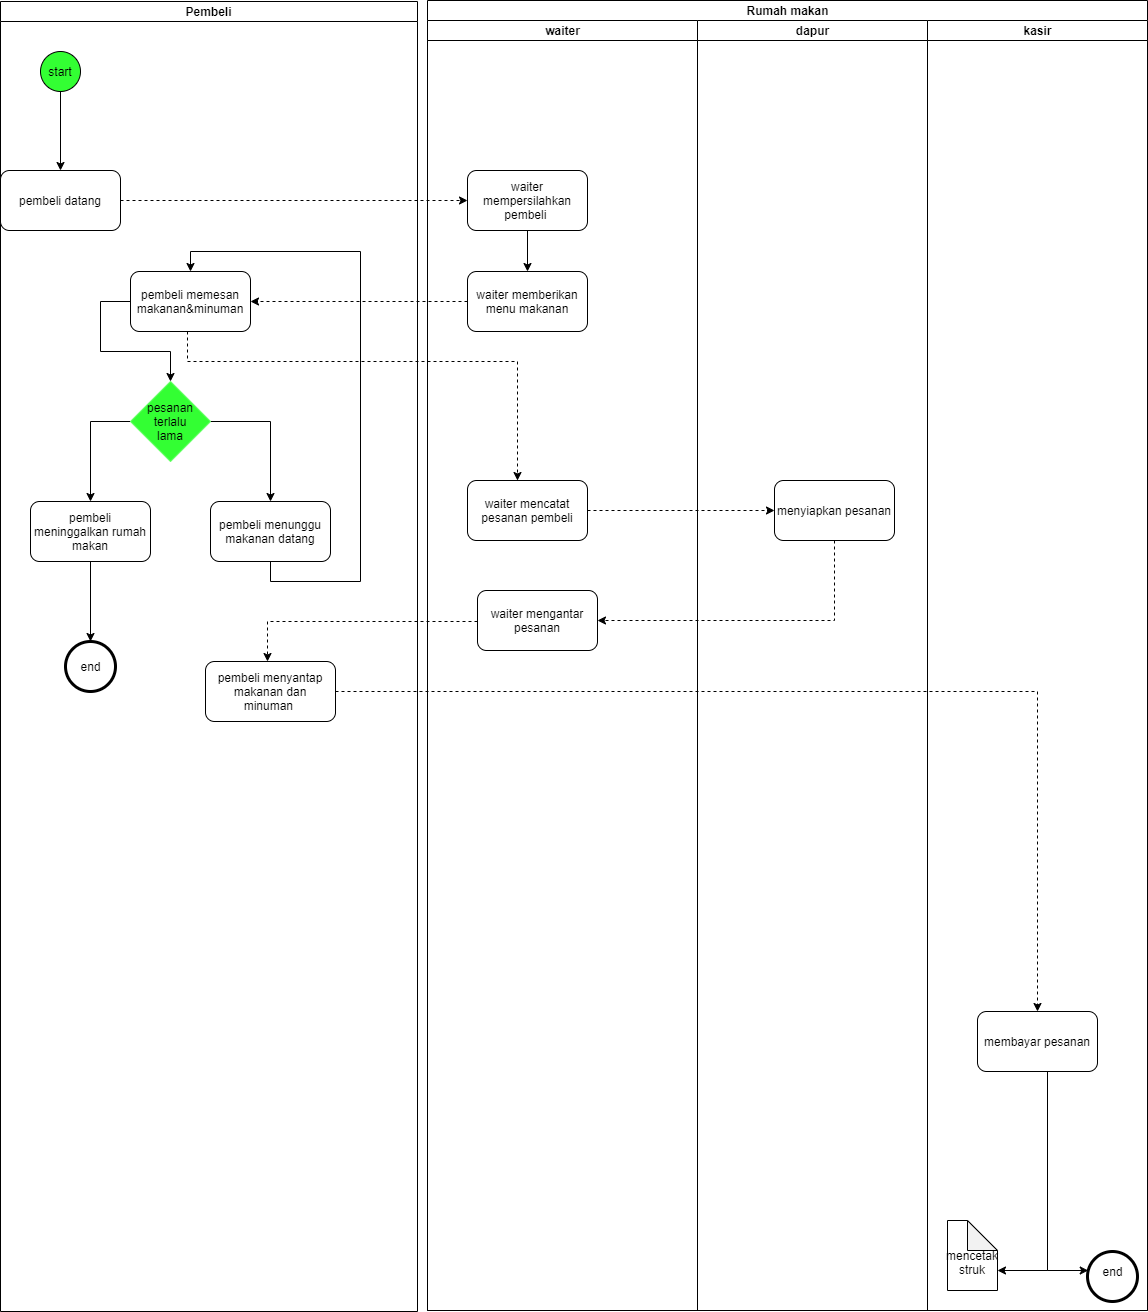 Pembeli
Rumah makan
waiter
dapur
kasir
start
pembeli datang
waiter
mempersilahkan
pembeli
pembeli memesan
makanan&minuman
waiter memberikan
menu makanan
pesanan
terlalu
lama
pembeli
meninggalkan rumah
makan
pembeli menunggu
makanan datang
waiter mencatat
pesanan pembeli
menyiapkan pesanan
waiter mengantar
pesanan
end
pembeli menyantap
makanan dan
minuman
membayar pesanan
mencetak
struk
end